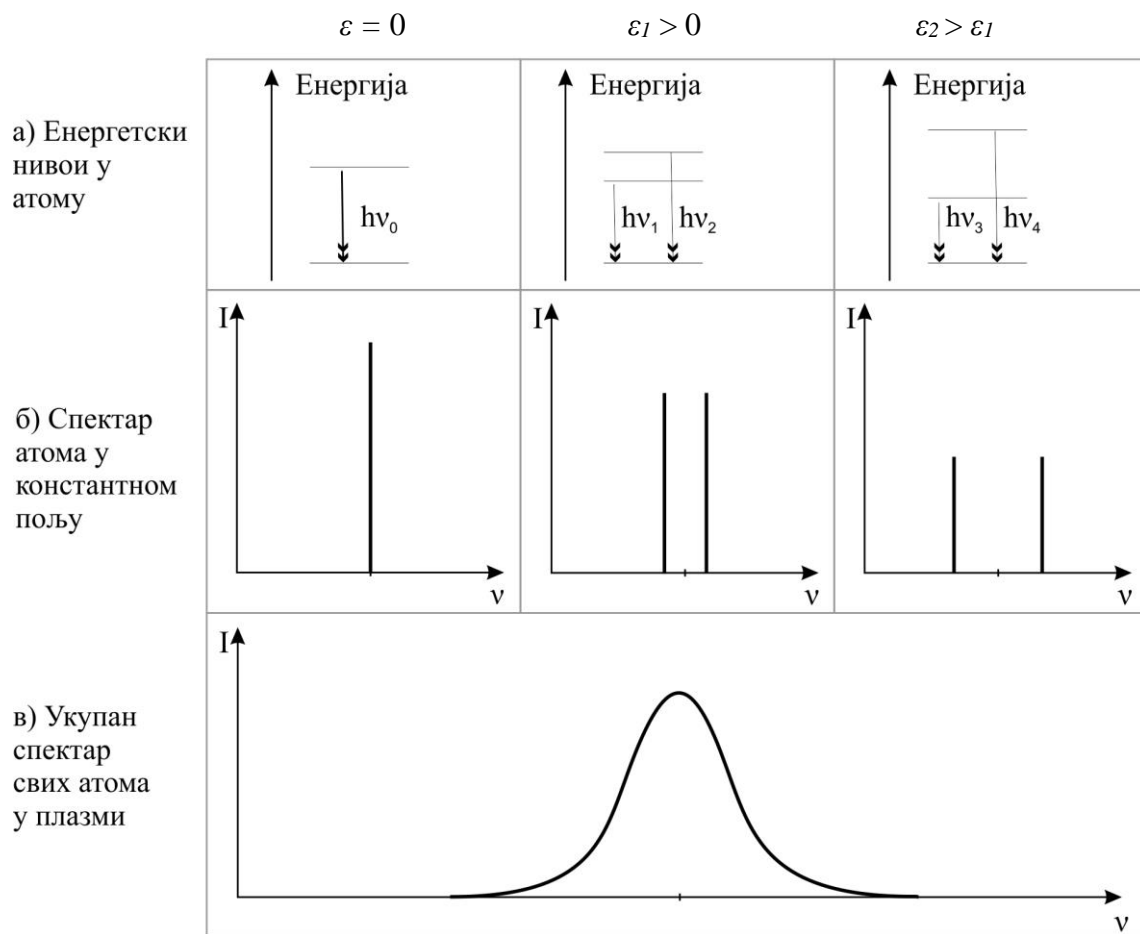 ε = 0
ε₁ > 0
ε₂ > ε₁
а) Енергетски
нивои у
атому
Енергија
hν₀
Енергија
hν₁
hν₂
Енергија
hν₃
hν₄
б) Спектар
атома у
константном
пољу
I
ν
I
ν
I
ν
в) Укупан
спектар
свих атома
у плазми
I
ν